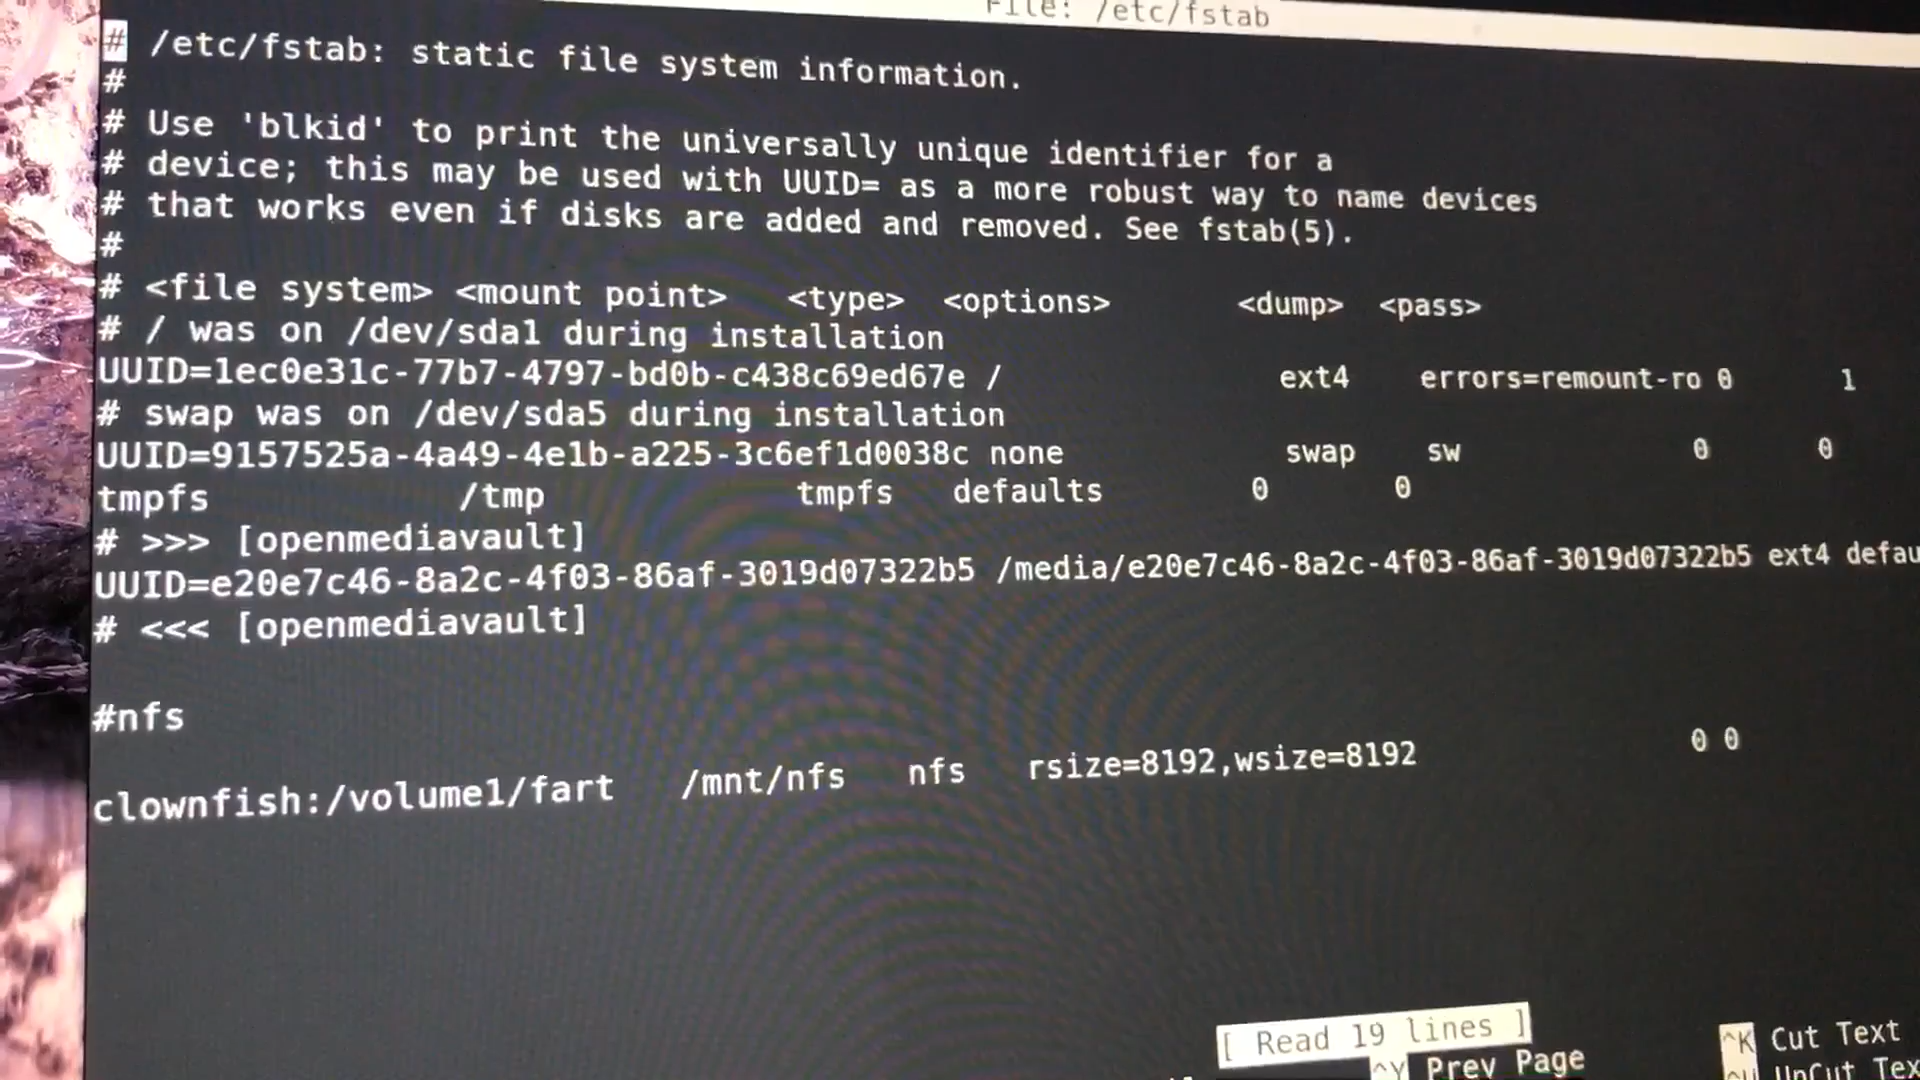 File: /etc/fstab
# /etc/fstab: static file system information.
#
# Use 'blkid' to print the universally unique identifier for a
# device; this may be used with UUID= as a more robust way to name devices
# that works even if disks are added and removed. See fstab(5).
#
# <file system> <mount point>   <type>  <options>       <dump>  <pass>
# / was on /dev/sda1 during installation
UUID=1ec0e31c-77b7-4797-bd0b-c438c69ed67e /               ext4    errors=remount-ro 0       1
# swap was on /dev/sda5 during installation
UUID=9157525a-4a49-4e1b-a225-3c6ef1d0038c none            swap    sw              0       0
tmpfs           /tmp            tmpfs   defaults        0       0
# >>> [openmediavault]
UUID=e20e7c46-8a2c-4f03-86af-3019d07322b5 /media/e20e7c46-8a2c-4f03-86af-3019d07322b5 ext4 defau
# <<< [openmediavault]
#nfs
clownfish:/volume1/fart   /mnt/nfs   nfs   rsize=8192,wsize=8192            0 0
[ Read 19 lines ]
^Y Prev Page
^K Cut Text
^U UnCut Tex